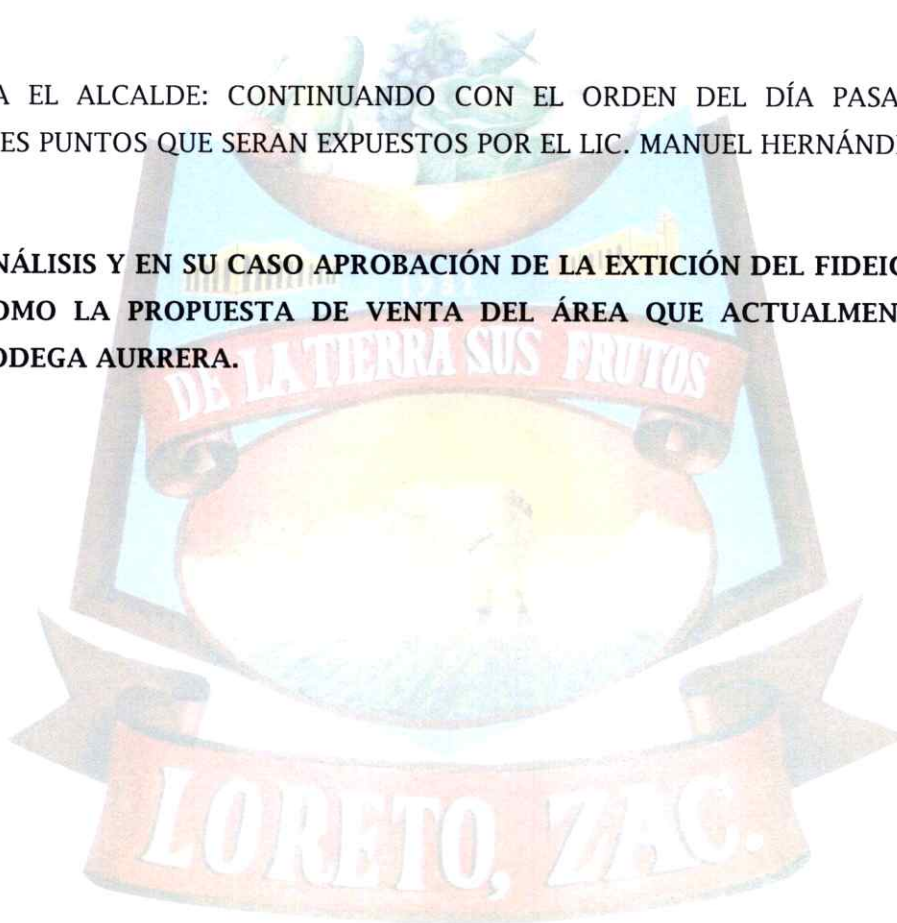 A EL ALCALDE: CONTINUANDO CON EL ORDEN DEL DÍA PASA
ES PUNTOS QUE SERAN EXPUESTOS POR EL LIC. MANUEL HERNÁND
NÁLISIS Y EN SU CASO APROBACIÓN DE LA EXTICIÓN DEL FIDEIC
OMO LA PROPUESTA DE VENTA DEL ÁREA QUE ACTUALMEN
ODEGA AURRERA.
1931
DE LA TIERRA SUS FRUTOS
LORETO, ZAC.